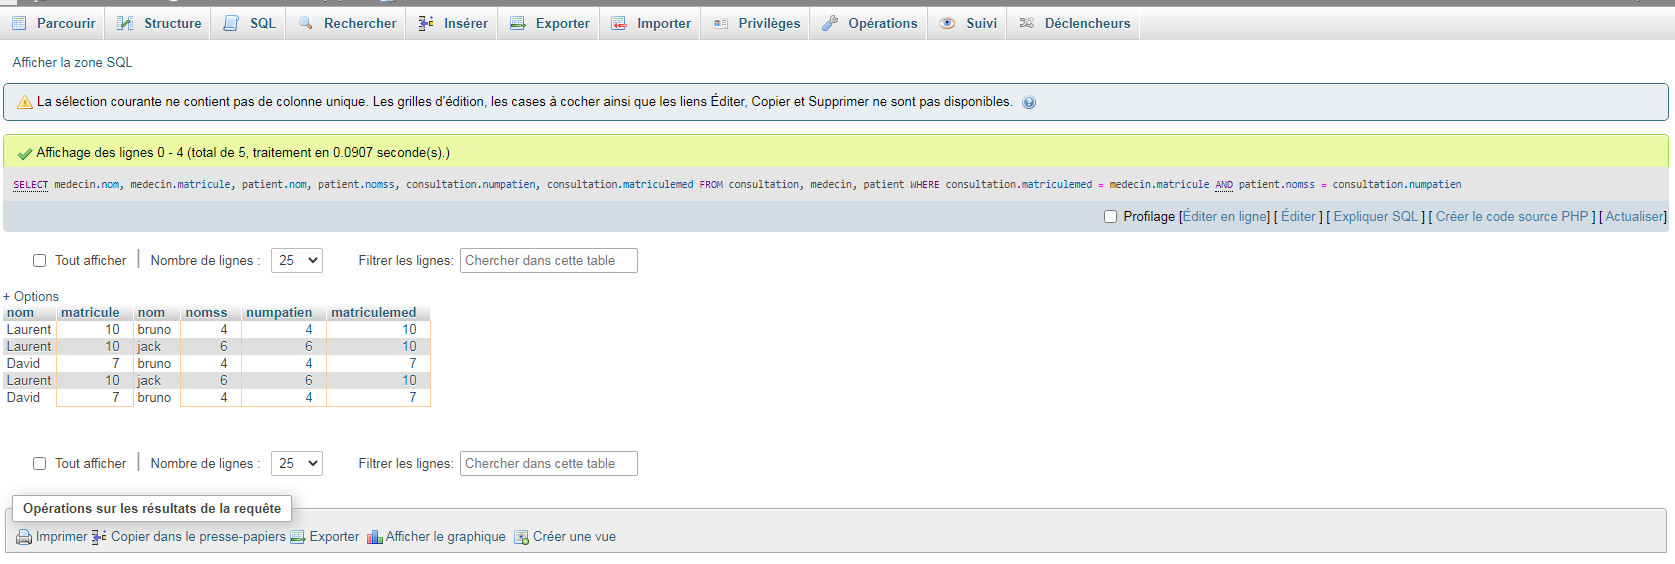 Parcourir Structure SQL Rechercher Insérer Exporter Importer Privilèges Opérations Suivi Déclencheurs
Afficher la zone SQL
La sélection courante ne contient pas de colonne unique. Les grilles d'édition, les cases à cocher ainsi que les liens Éditer, Copier et Supprimer ne sont pas disponibles.
Affichage des lignes 0 - 4 (total de 5, traitement en 0.0907 seconde(s).)
SELECT medecin.nom, medecin.matricule, patient.nom, patient.nomss, consultation.numpatien, consultation.matriculemed FROM consultation, medecin, patient WHERE consultation.matriculemed = medecin.matricule AND patient.nomss = consultation.numpatien
Profilage [Éditer en ligne] [ Éditer ] [ Expliquer SQL ] [ Créer le code source PHP ] [ Actualiser]
Tout afficher | Nombre de lignes : 25 Filtrer les lignes: Chercher dans cette table
+ Options
nom matricule nom nomss numpatien matriculemed
Laurent 10 bruno 4 4 10
Laurent 10 jack 6 6 10
David 7 bruno 4 4 7
Laurent 10 jack 6 6 10
David 7 bruno 4 4 7
Tout afficher | Nombre de lignes : 25 Filtrer les lignes: Chercher dans cette table
Opérations sur les résultats de la requête
Imprimer Copier dans le presse-papiers Exporter Afficher le graphique Créer une vue